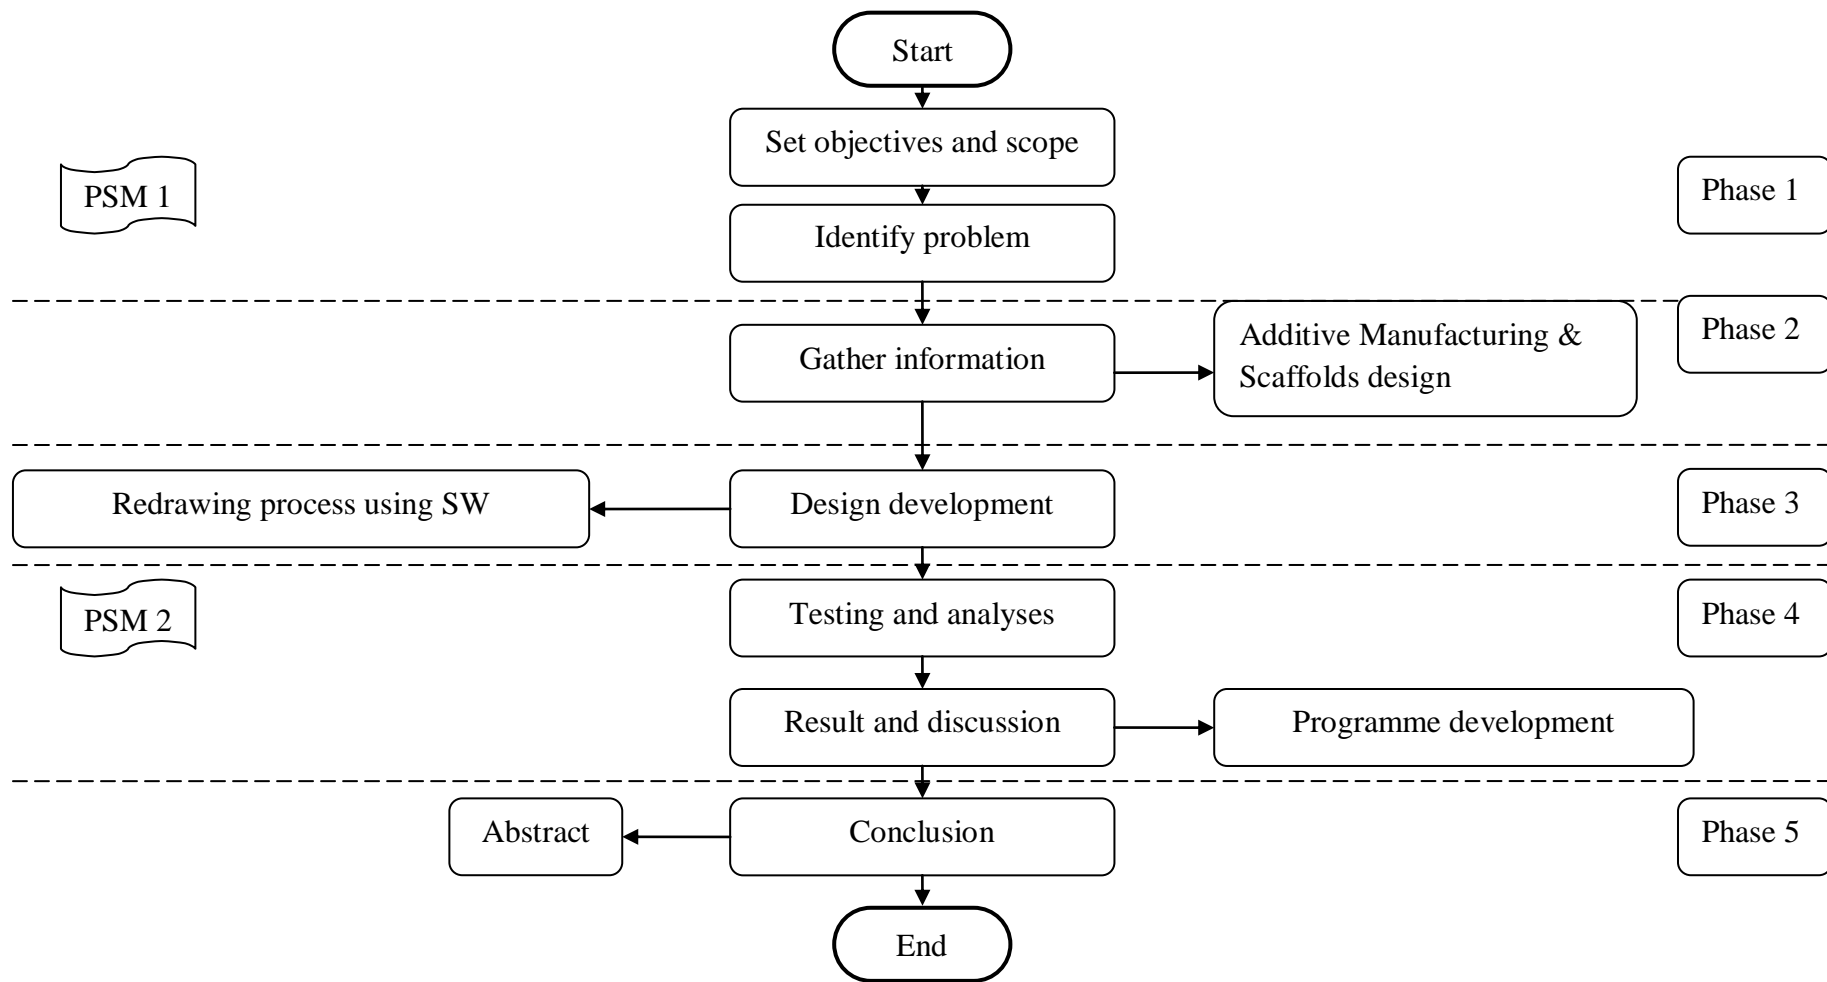 Start
Set objectives and scope
PSM 1
Phase 1
Identify problem
Gather information
Additive Manufacturing &
Scaffolds design
Phase 2
Redrawing process using SW
Design development
Phase 3
PSM 2
Testing and analyses
Phase 4
Result and discussion
Programme development
Abstract
Conclusion
Phase 5
End